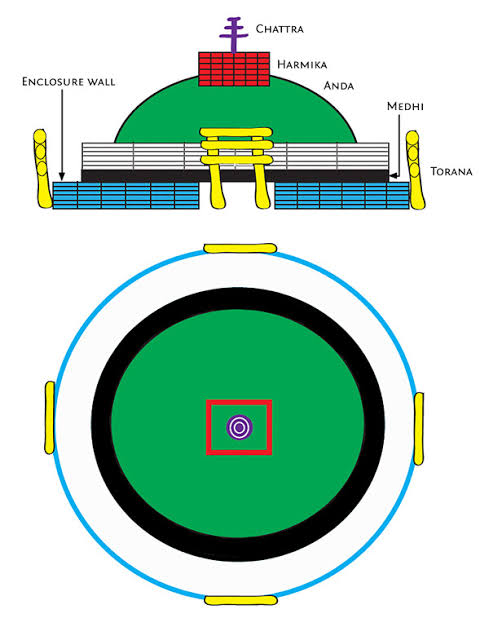 Chattra
Harmika
Enclosure wall
Anda
Medhi
Torana